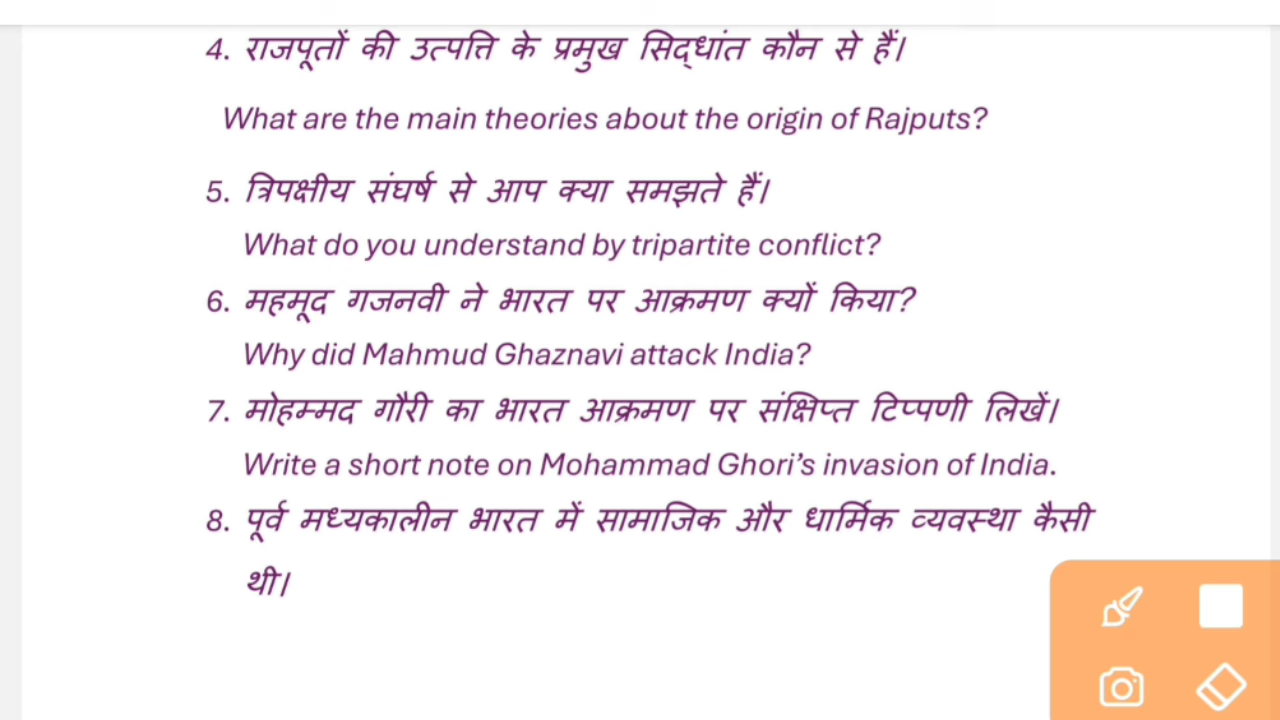 4. राजपूतों की उत्पत्ति के प्रमुख सिद्धांत कौन से हैं।
What are the main theories about the origin of Rajputs?
5. त्रिपक्षीय संघर्ष से आप क्या समझते हैं।
What do you understand by tripartite conflict?
6. महमूद गजनवी ने भारत पर आक्रमण क्यों किया?
Why did Mahmud Ghaznavi attack India?
7. मोहम्मद गौरी का भारत आक्रमण पर संक्षिप्त टिप्पणी लिखें।
Write a short note on Mohammad Ghori’s invasion of India.
8. पूर्व मध्यकालीन भारत में सामाजिक और धार्मिक व्यवस्था कैसी
थी।